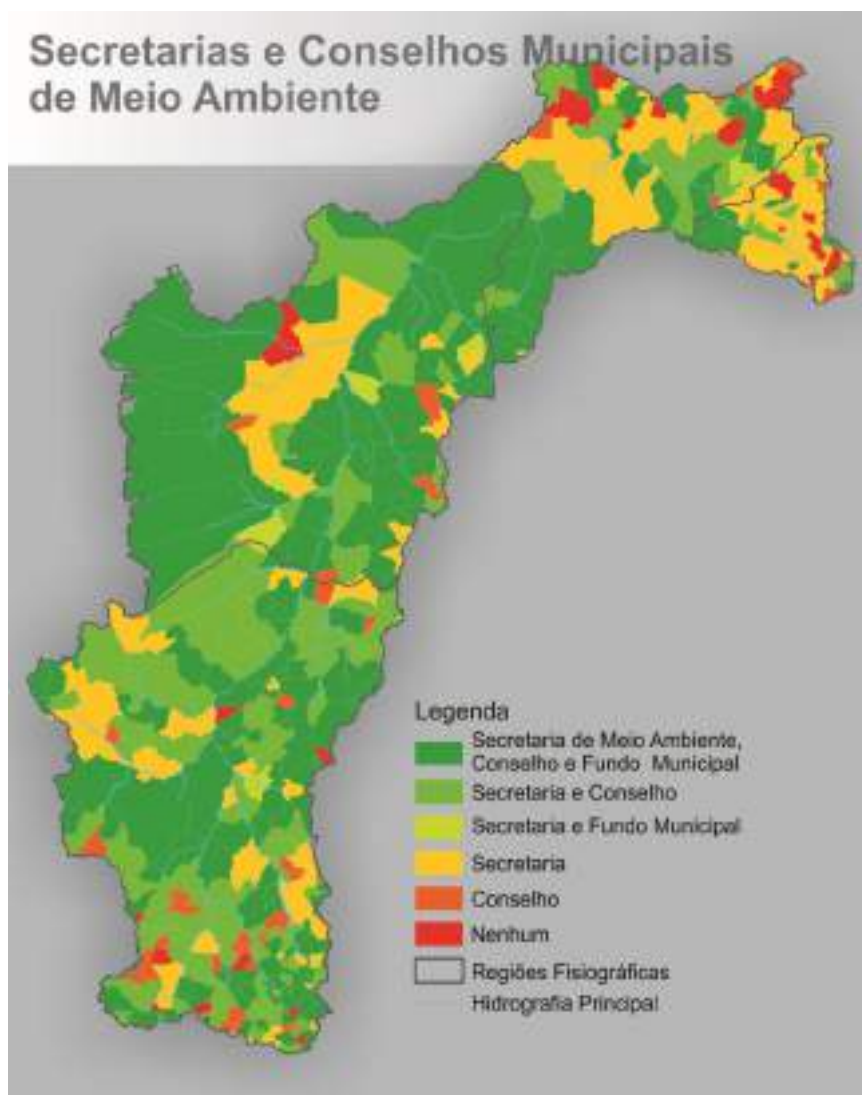 Secretarias e Conselhos Municipais
de Meio Ambiente
Legenda
Secretaria de Meio Ambiente,
Conselho e Fundo Municipal
Secretaria e Conselho
Secretaria e Fundo Municipal
Secretaria
Conselho
Nenhum
Regiões Fisiográficas
Hidrografia Principal